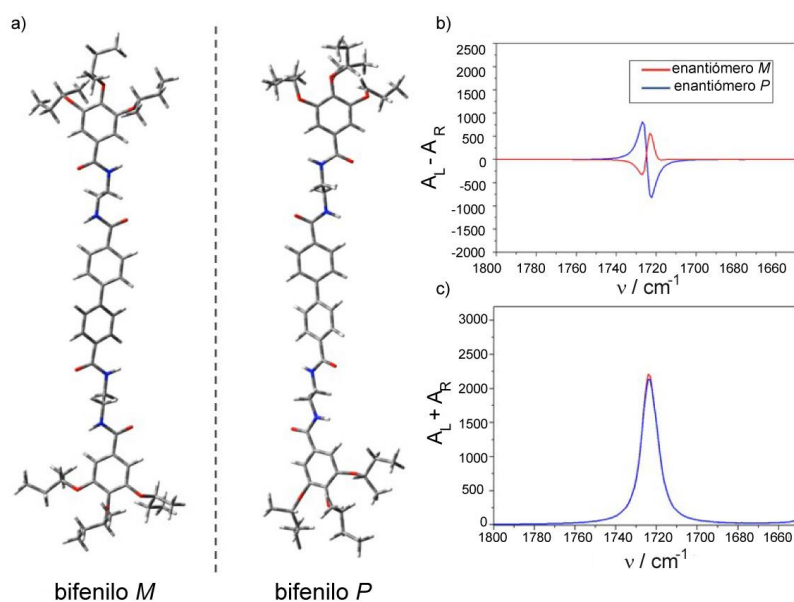 a)
bifenilo M
bifenilo P
b)
A_L - A_R
2500
2000
1500
1000
500
0
-500
-1000
-1500
-2000
enantiómero M
enantiómero P
1800 1780 1760 1740 1720 1700 1680 1660
ν / cm⁻¹
c)
A_L + A_R
3000
2500
2000
1500
1000
500
0
1800 1780 1760 1740 1720 1700 1680 1660
ν / cm⁻¹